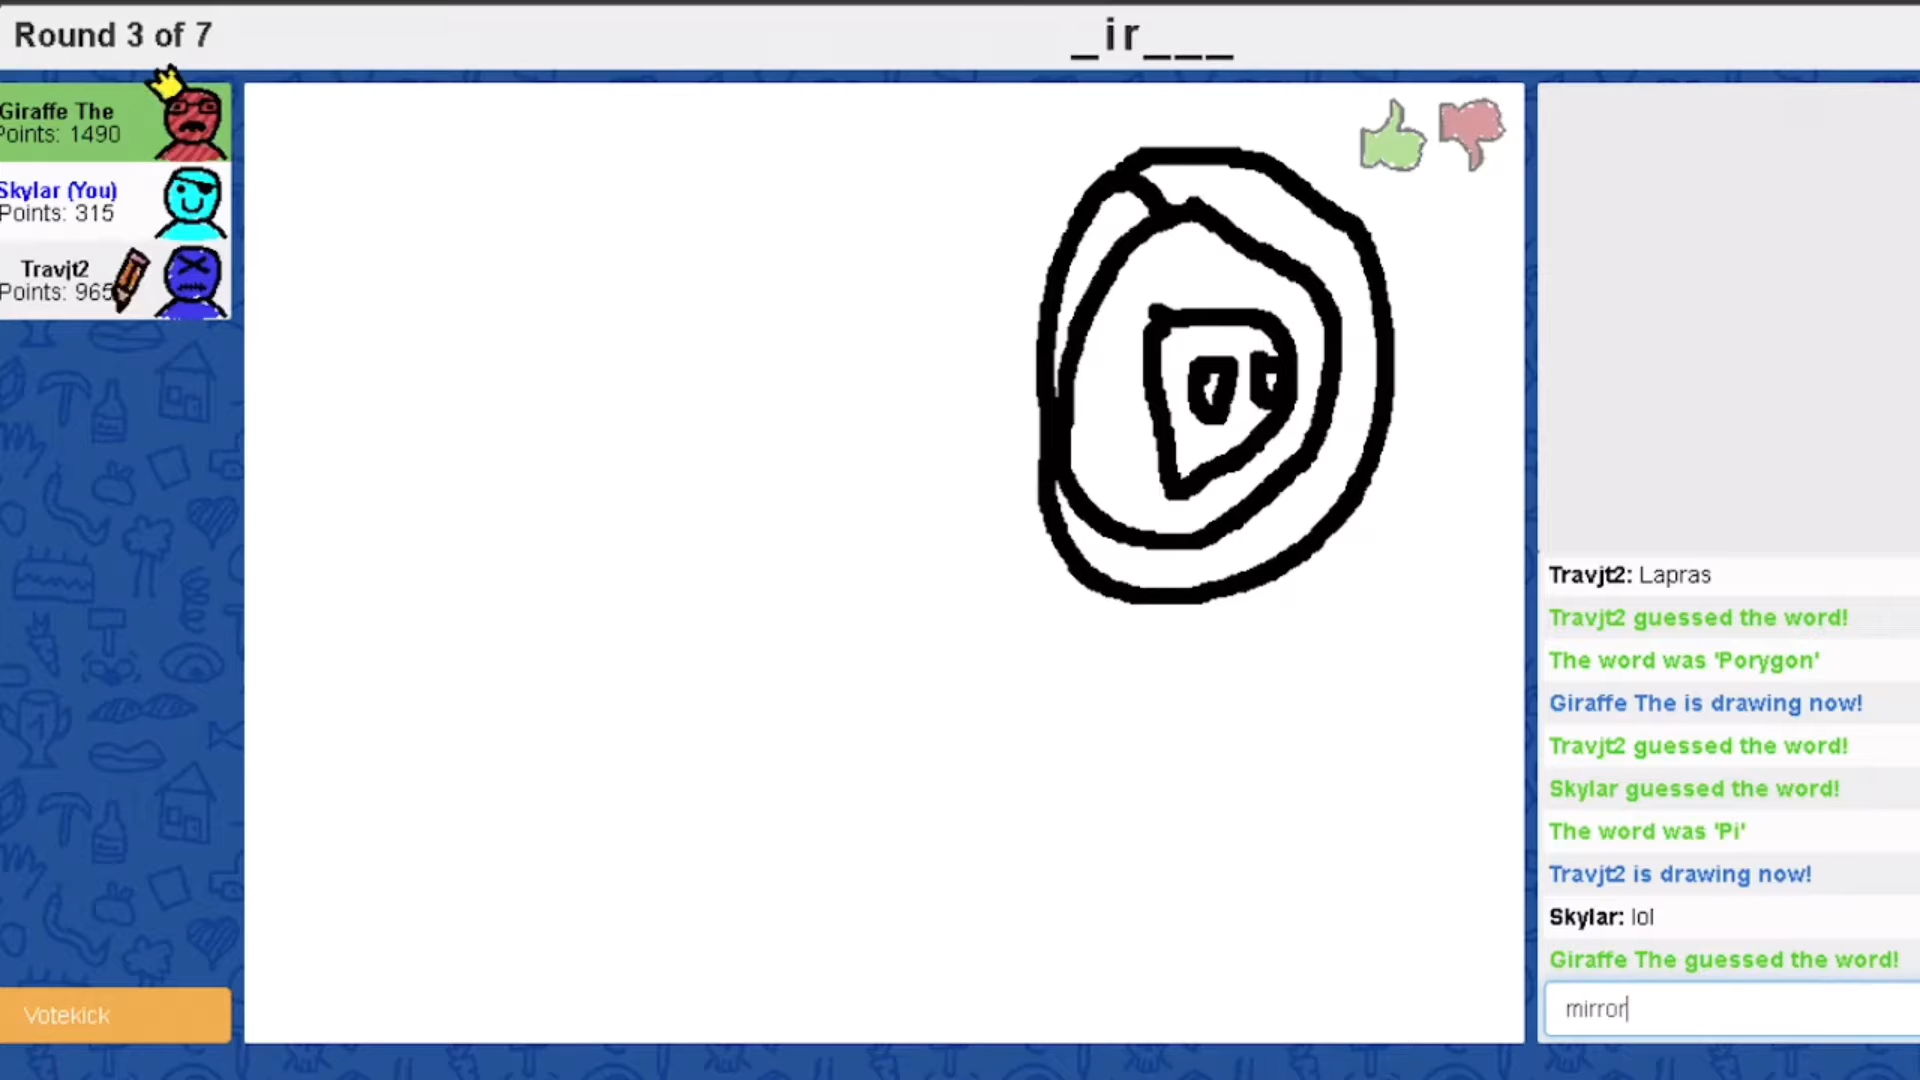 Round 3 of 7
_ir___
Giraffe The
Points: 1490
Skylar (You)
Points: 315
Travjt2
Points: 965
Votekick
Travjt2: Lapras
Travjt2 guessed the word!
The word was 'Porygon'
Giraffe The is drawing now!
Travjt2 guessed the word!
Skylar guessed the word!
The word was 'Pi'
Travjt2 is drawing now!
Skylar: lol
Giraffe The guessed the word!
mirror